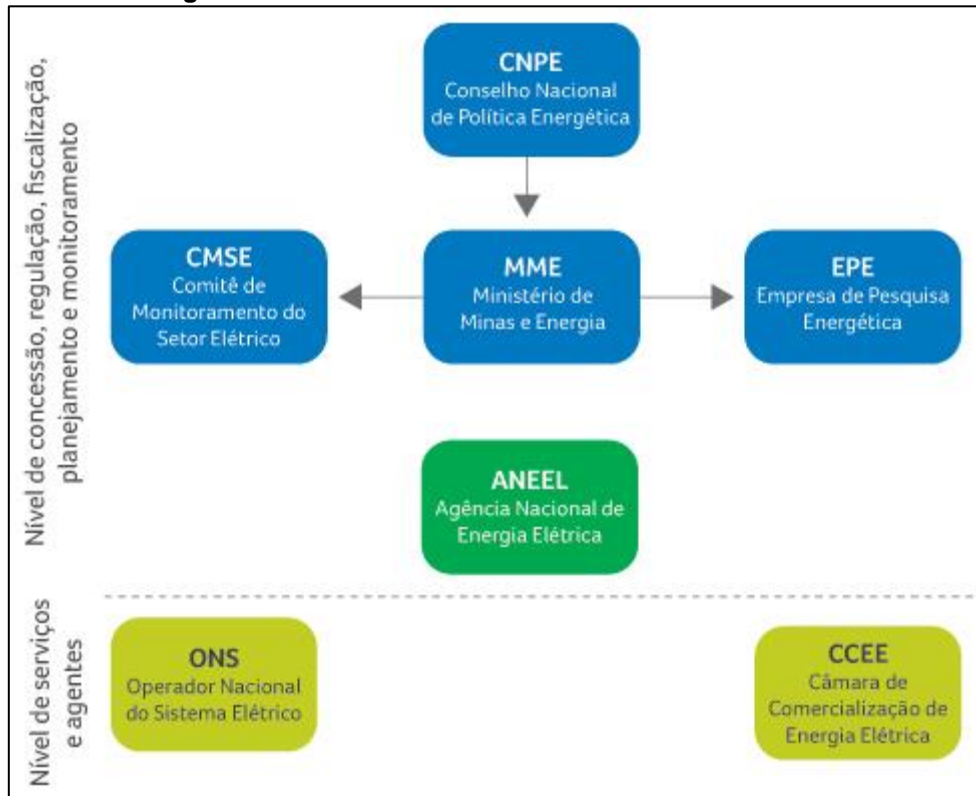 Nível de concessão, regulação, fiscalização,
planejamento e monitoramento
CNPE
Conselho Nacional
de Política Energética
CMSE
Comitê de
Monitoramento do
Setor Elétrico
MME
Ministério de
Minas e Energia
EPE
Empresa de Pesquisa
Energética
ANEEL
Agência Nacional de
Energia Elétrica
Nível de serviços
e agentes
ONS
Operador Nacional
do Sistema Elétrico
CCEE
Câmara de
Comercialização de
Energia Elétrica